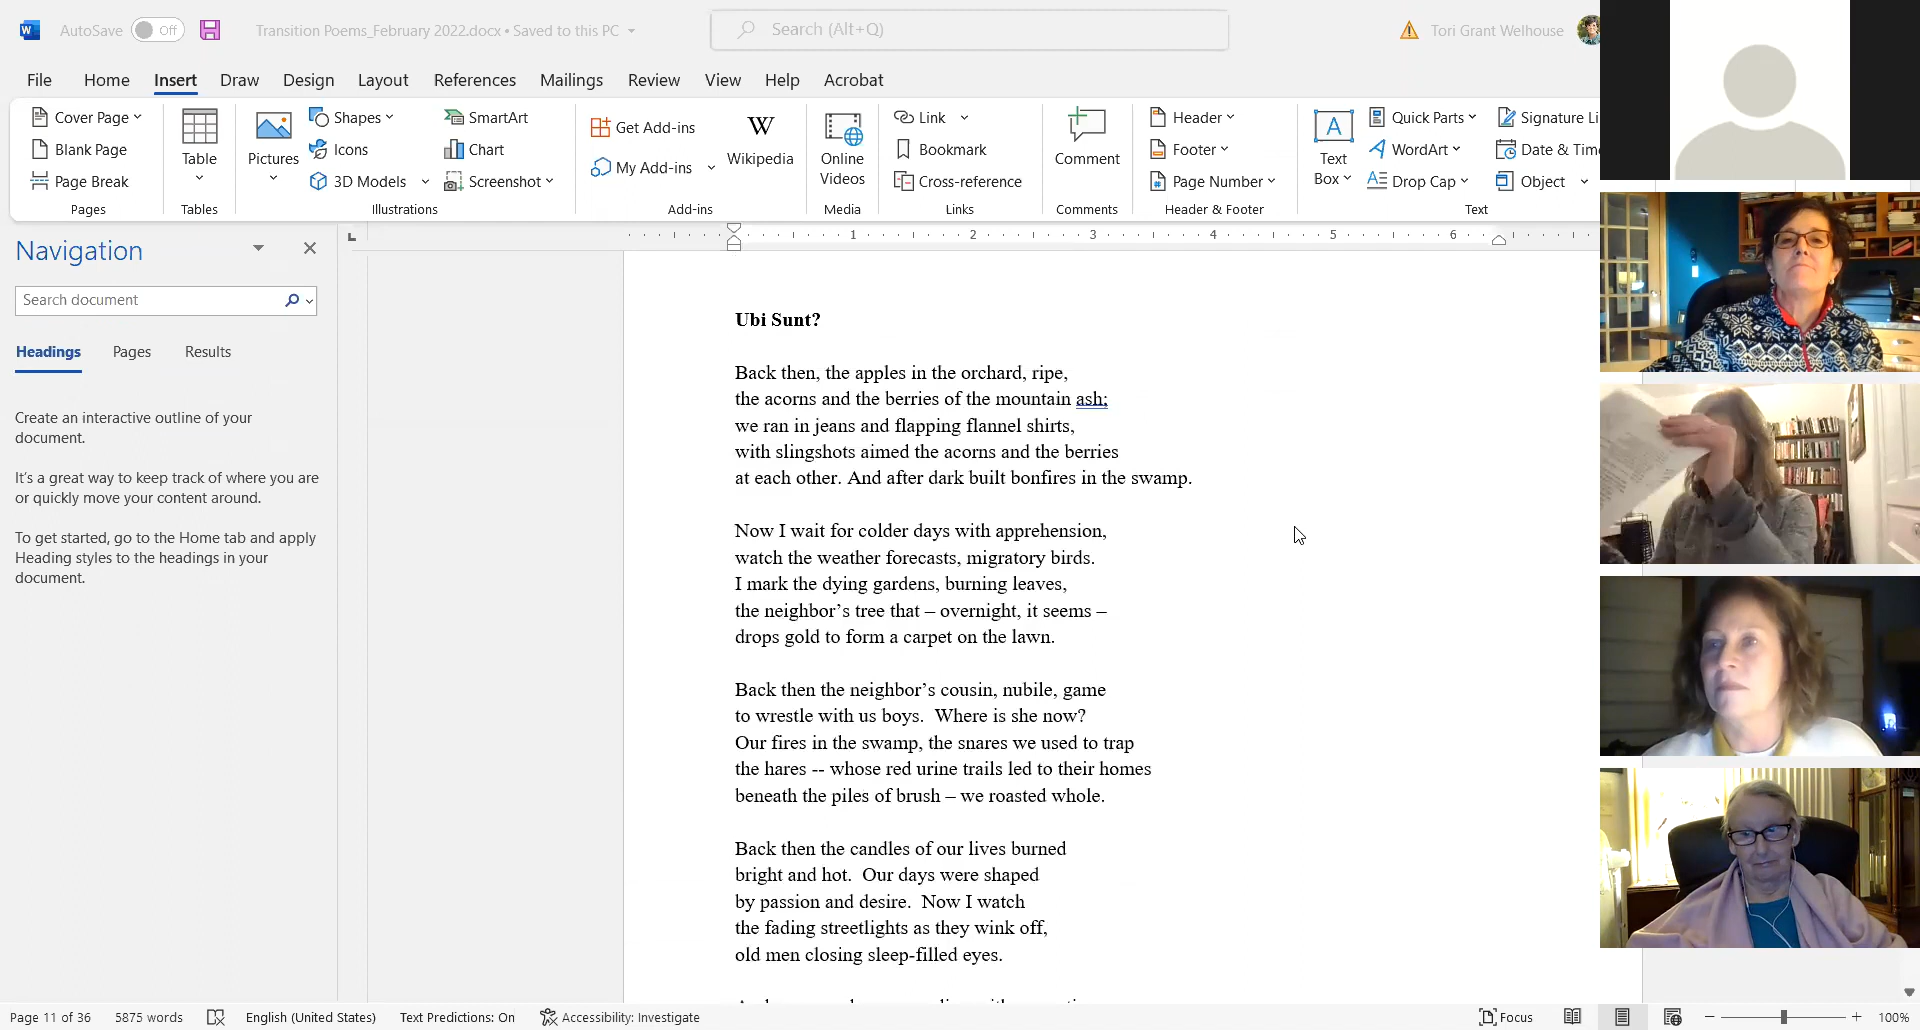 AutoSave Off Transition Poems_February 2022.docx • Saved to this PC Search (Alt+Q) Tori Grant Welhouse
File Home Insert Draw Design Layout References Mailings Review View Help Acrobat
Cover Page
Blank Page
Page Break
Pages
Table
Tables
Pictures
Shapes
Icons
3D Models
SmartArt
Chart
Screenshot
Illustrations
Get Add-ins
My Add-ins
W
Wikipedia
Add-ins
Online
Videos
Media
Link
Bookmark
Cross-reference
Links
Comment
Comments
Header
Footer
Page Number
Header & Footer
A
Text
Box
Quick Parts
WordArt
Drop Cap
Signature Li
Date & Time
Object
Text
Navigation
Search document
Headings Pages Results
Create an interactive outline of your
document.
It's a great way to keep track of where you are
or quickly move your content around.
To get started, go to the Home tab and apply
Heading styles to the headings in your
document.
1 2 3 4 5 6
Ubi Sunt?
Back then, the apples in the orchard, ripe,
the acorns and the berries of the mountain ash;
we ran in jeans and flapping flannel shirts,
with slingshots aimed the acorns and the berries
at each other. And after dark built bonfires in the swamp.
Now I wait for colder days with apprehension,
watch the weather forecasts, migratory birds.
I mark the dying gardens, burning leaves,
the neighbor’s tree that – overnight, it seems –
drops gold to form a carpet on the lawn.
Back then the neighbor’s cousin, nubile, game
to wrestle with us boys. Where is she now?
Our fires in the swamp, the snares we used to trap
the hares -- whose red urine trails led to their homes
beneath the piles of brush – we roasted whole.
Back then the candles of our lives burned
bright and hot. Our days were shaped
by passion and desire. Now I watch
the fading streetlights as they wink off,
old men closing sleep-filled eyes.
Page 11 of 36 5875 words English (United States) Text Predictions: On Accessibility: Investigate Focus 100%